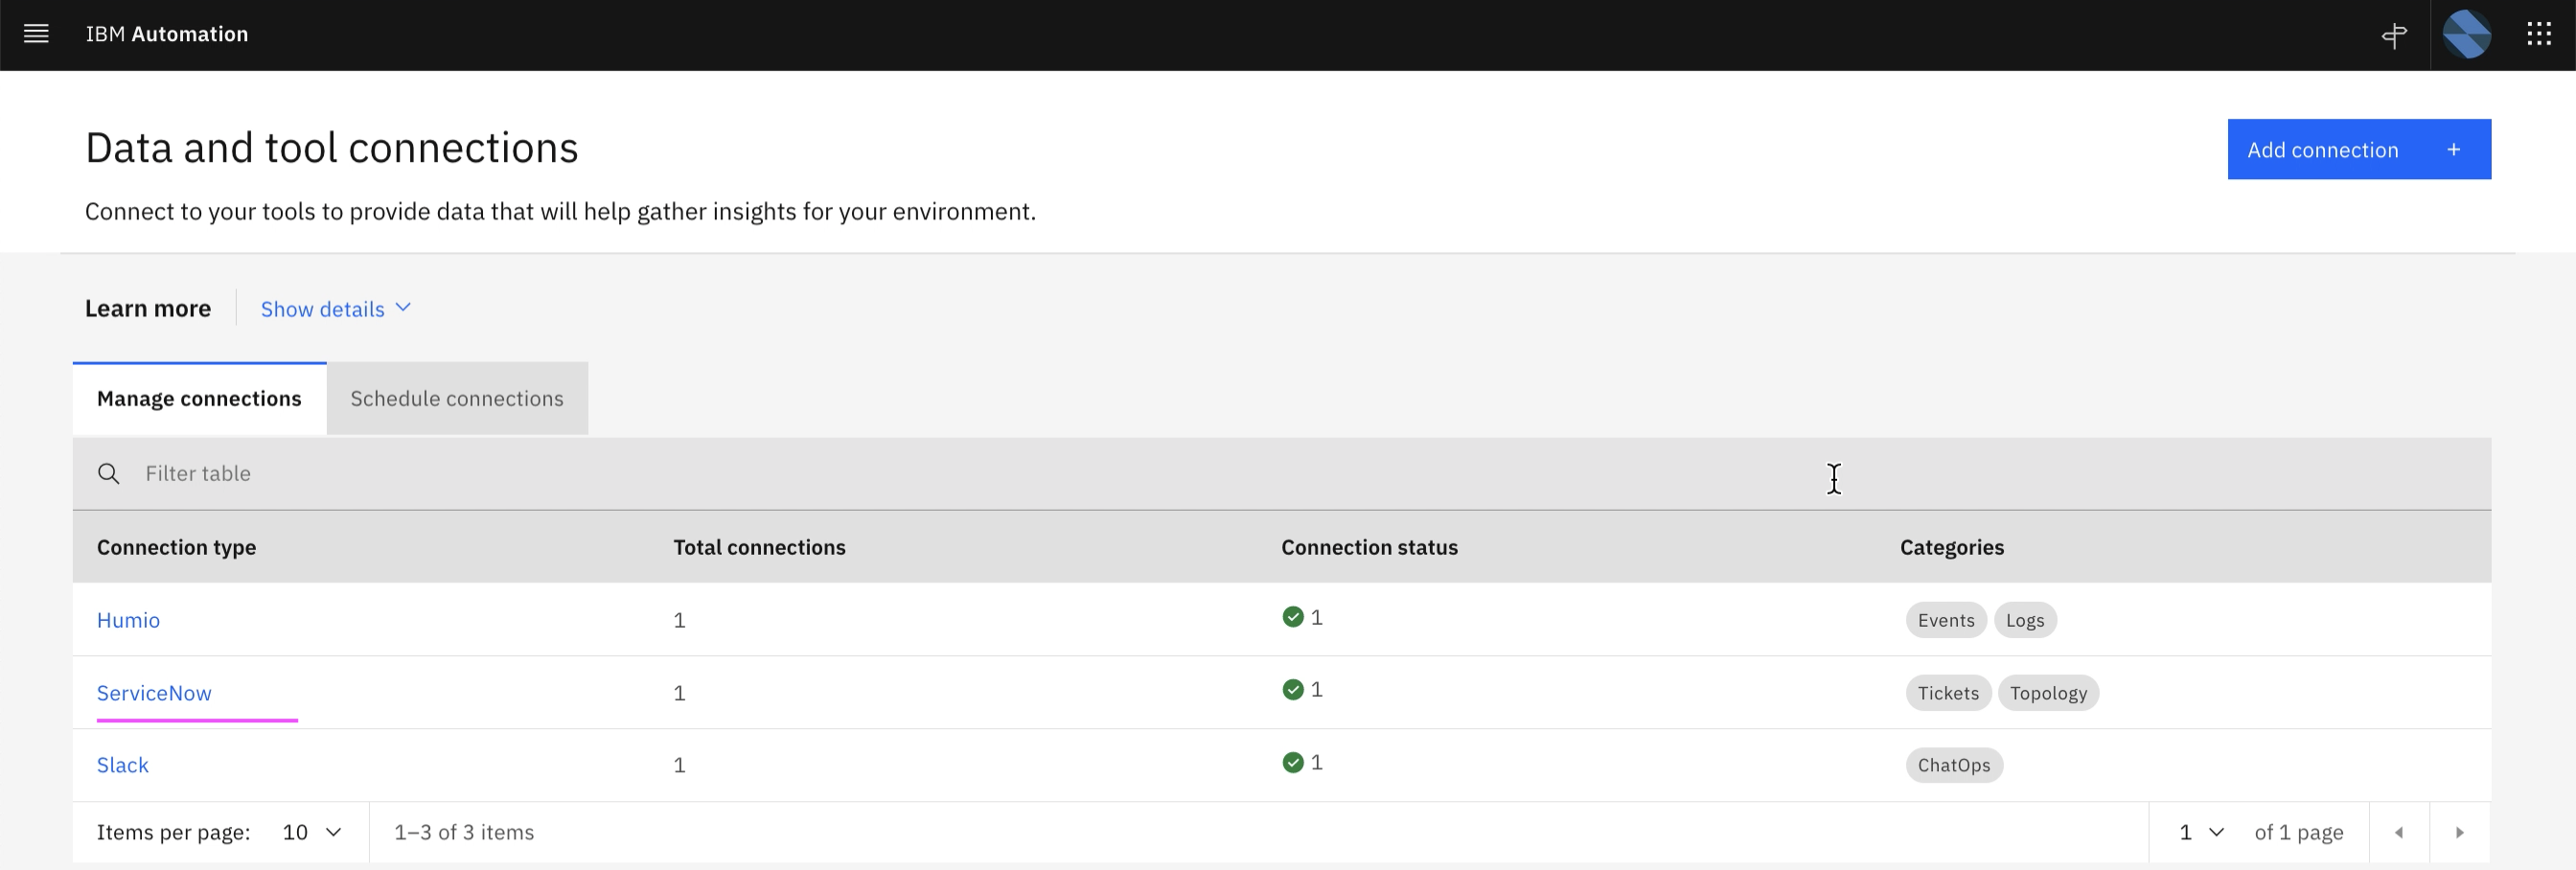 IBM Automation
Data and tool connections
Add connection +
Connect to your tools to provide data that will help gather insights for your environment.
Learn more Show details
Manage connections Schedule connections
Filter table
Connection type Total connections Connection status Categories
Humio 1 1 Events Logs
ServiceNow 1 1 Tickets Topology
Slack 1 1 ChatOps
Items per page: 10 1–3 of 3 items 1 of 1 page